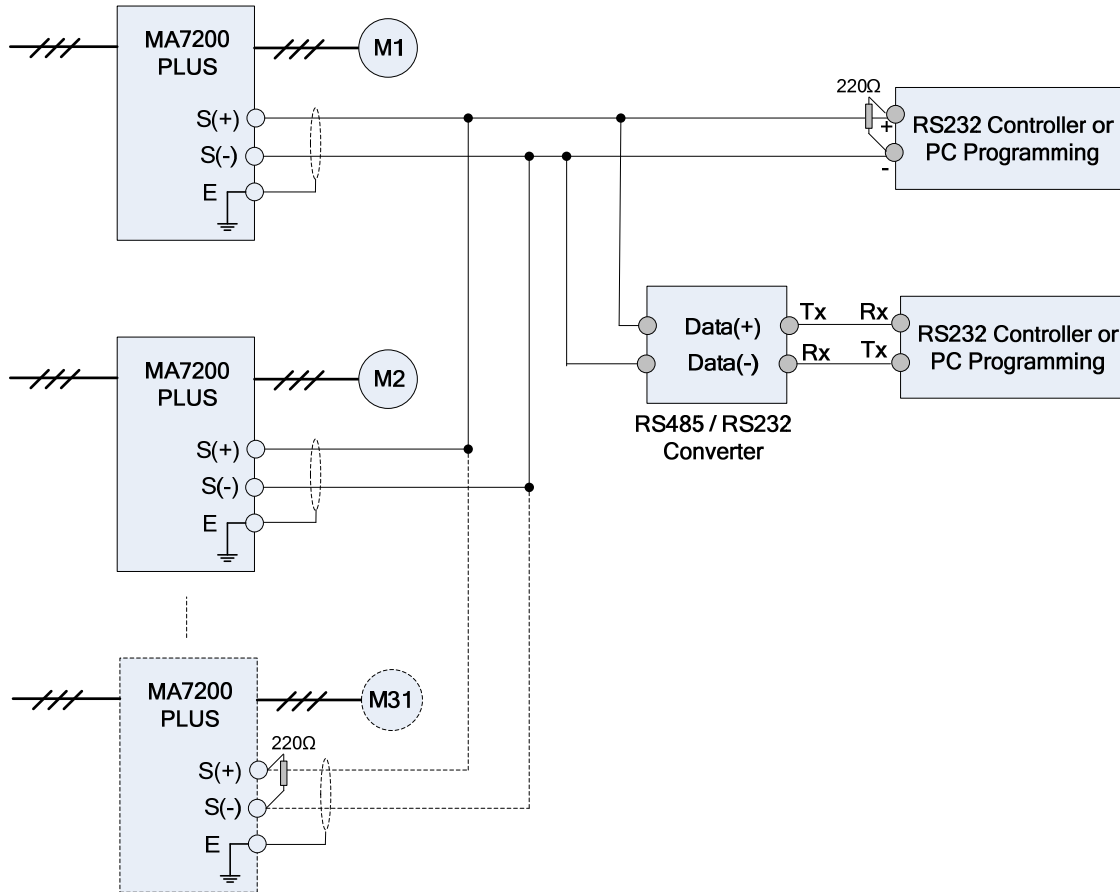 MA7200
PLUS
M1
S(+)
S(-)
E
220Ω
+
-
RS232 Controller or
PC Programming
Data(+)
Data(-)
Tx
Rx
Rx
Tx
RS232 Controller or
PC Programming
RS485 / RS232
Converter
MA7200
PLUS
M2
S(+)
S(-)
E
MA7200
PLUS
M31
220Ω
S(+)
S(-)
E